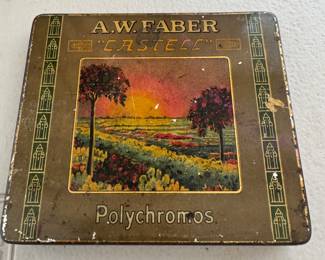 A.W. FABER
"CASTELL"
Polychromos